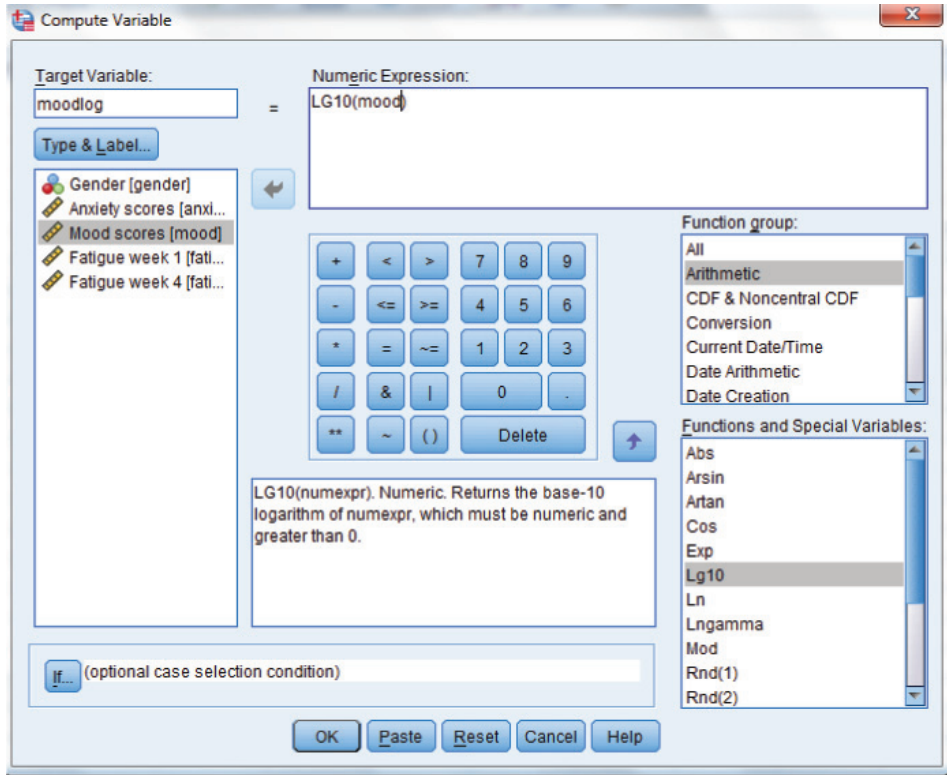 Compute Variable
Target Variable:
moodlog
=
Numeric Expression:
LG10(mood)
Type & Label...
Gender [gender]
Anxiety scores [anxi...
Mood scores [mood]
Fatigue week 1 [fati...
Fatigue week 4 [fati...
+ < > 7 8 9
- <= >= 4 5 6
* = ~= 1 2 3
/ & | 0 .
** ~ ( ) Delete
LG10(numexpr). Numeric. Returns the base-10
logarithm of numexpr, which must be numeric and
greater than 0.
Function group:
All
Arithmetic
CDF & Noncentral CDF
Conversion
Current Date/Time
Date Arithmetic
Date Creation
Functions and Special Variables:
Abs
Arsin
Artan
Cos
Exp
Lg10
Ln
Lngamma
Mod
Rnd(1)
Rnd(2)
If... (optional case selection condition)
OK Paste Reset Cancel Help